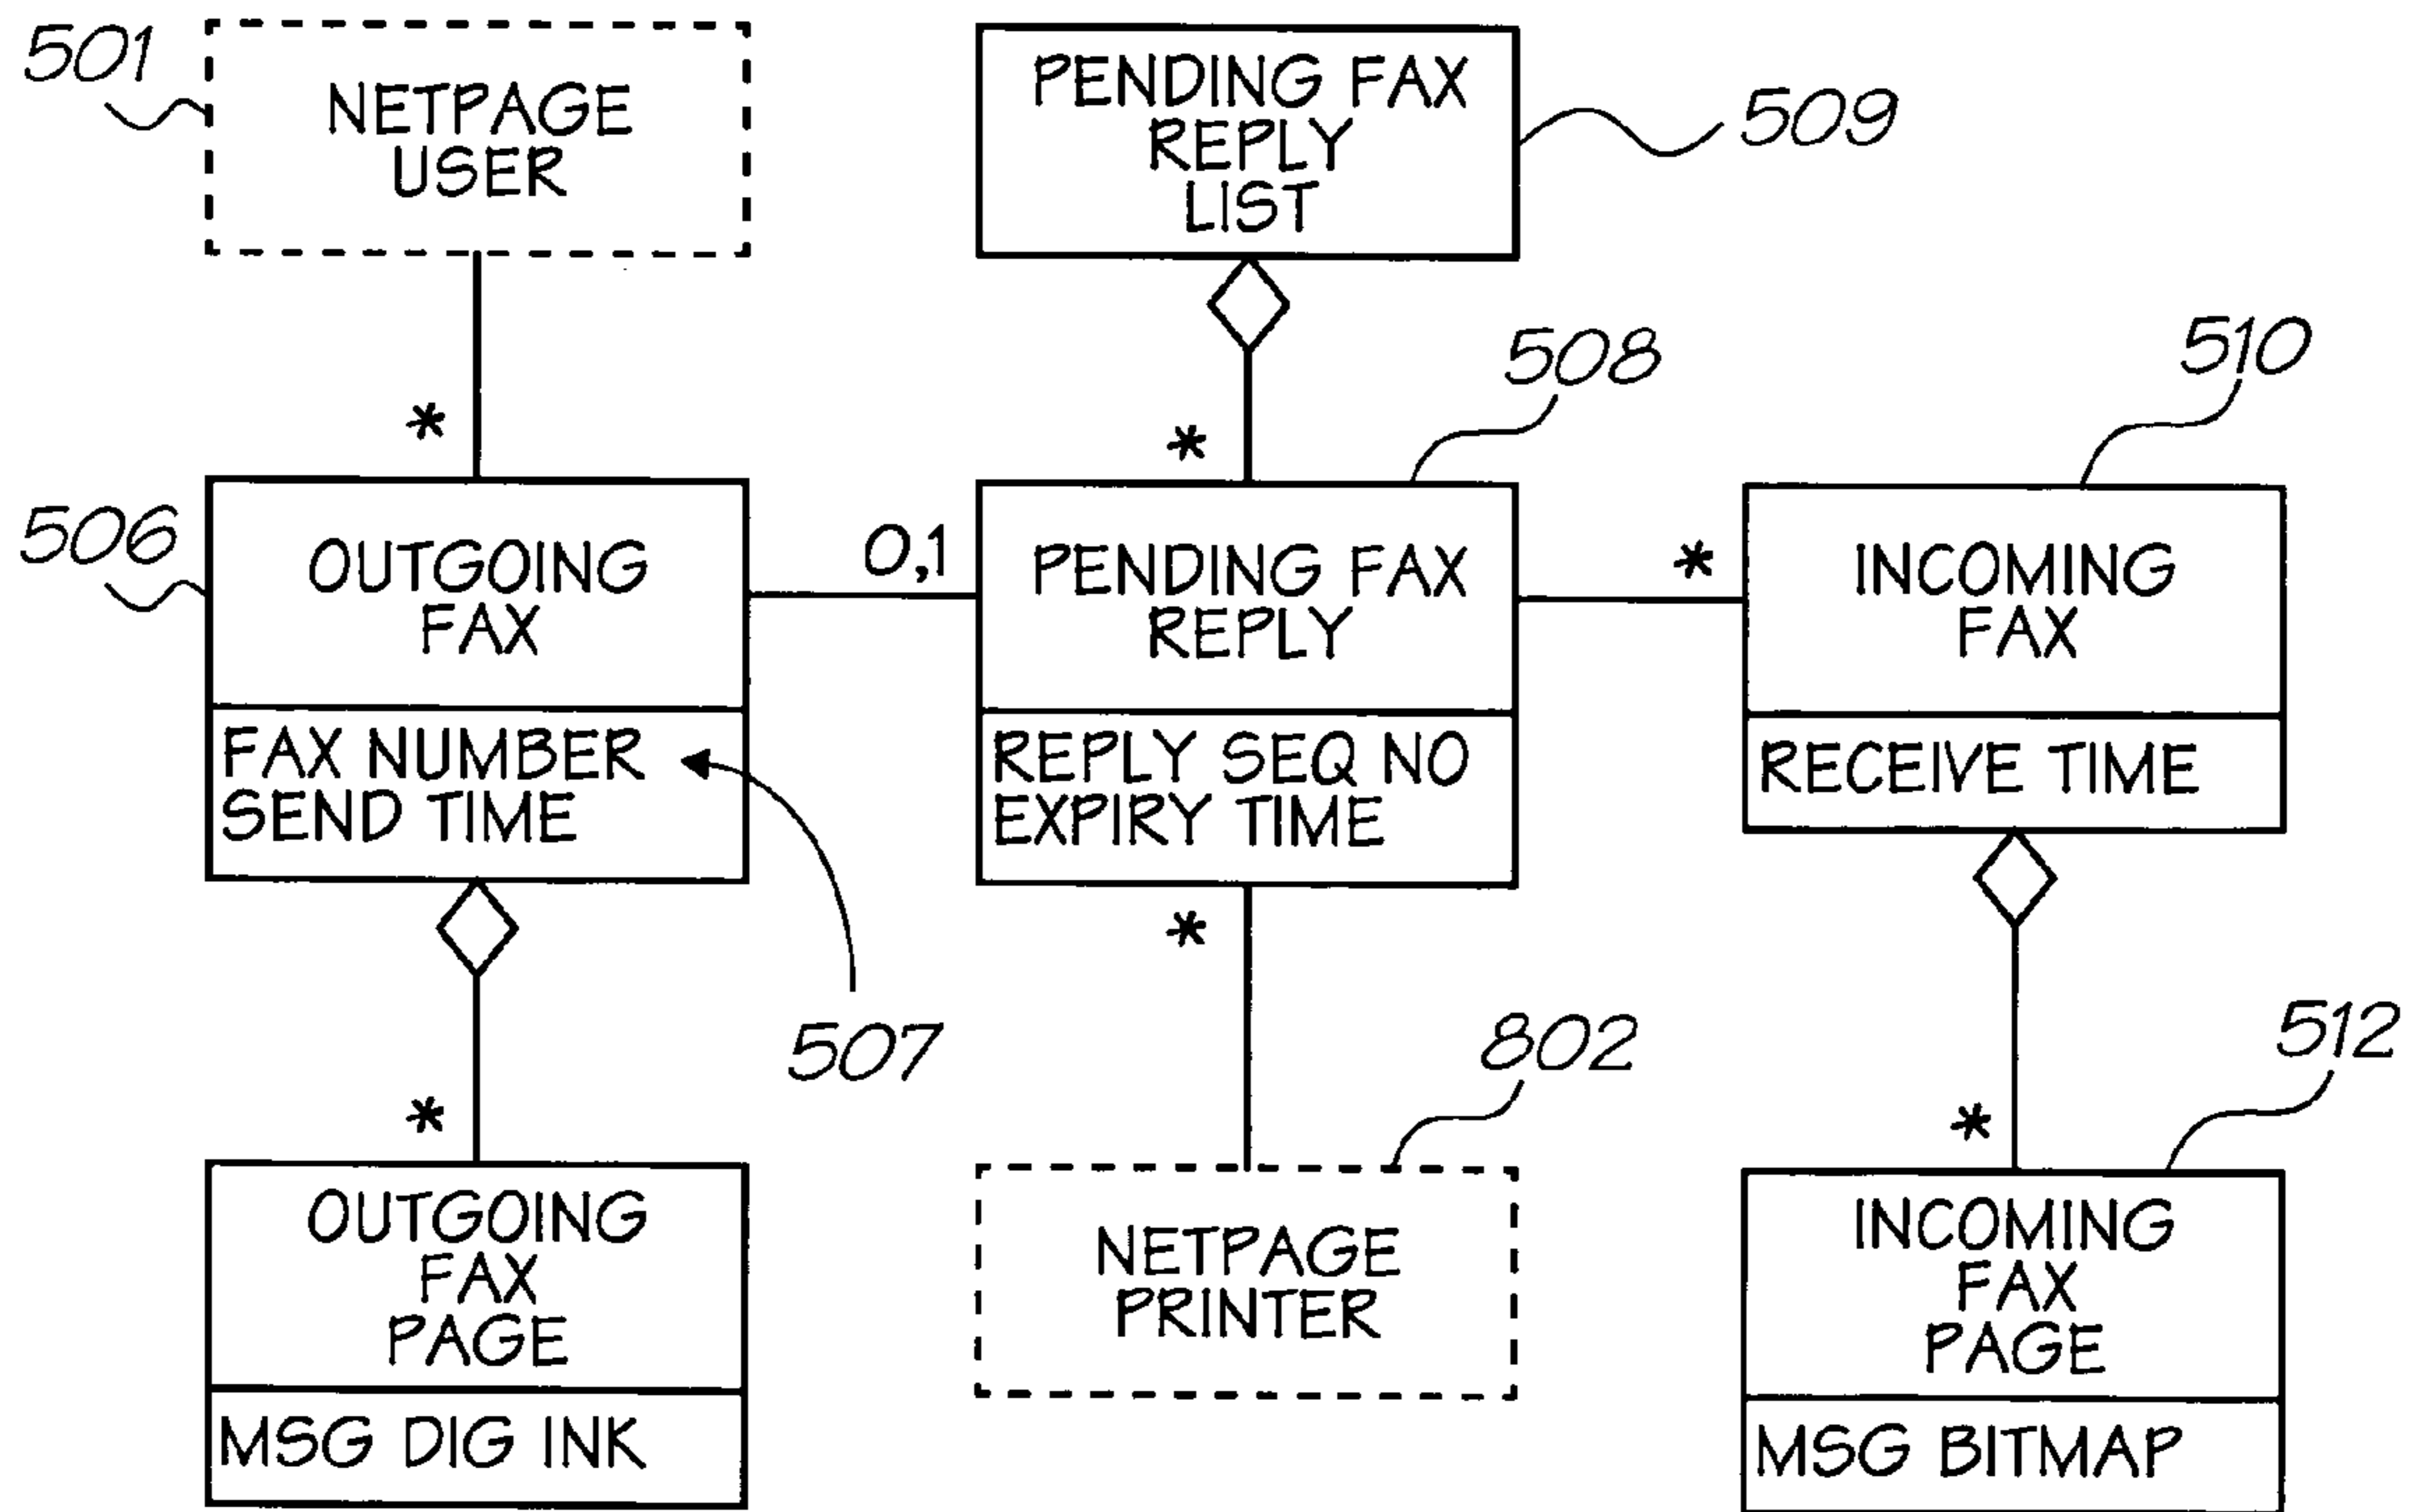 501
NETPAGE
USER
PENDING FAX
REPLY
LIST
509
*
*
508
510
506
OUTGOING
FAX
0,1
PENDING FAX
REPLY
*
INCOMING
FAX
FAX NUMBER
SEND TIME
REPLY SEQ NO
EXPIRY TIME
RECEIVE TIME
*
507
802
512
*
*
OUTGOING
FAX
PAGE
NETPAGE
PRINTER
INCOMING
FAX
PAGE
MSG DIG INK
MSG BITMAP